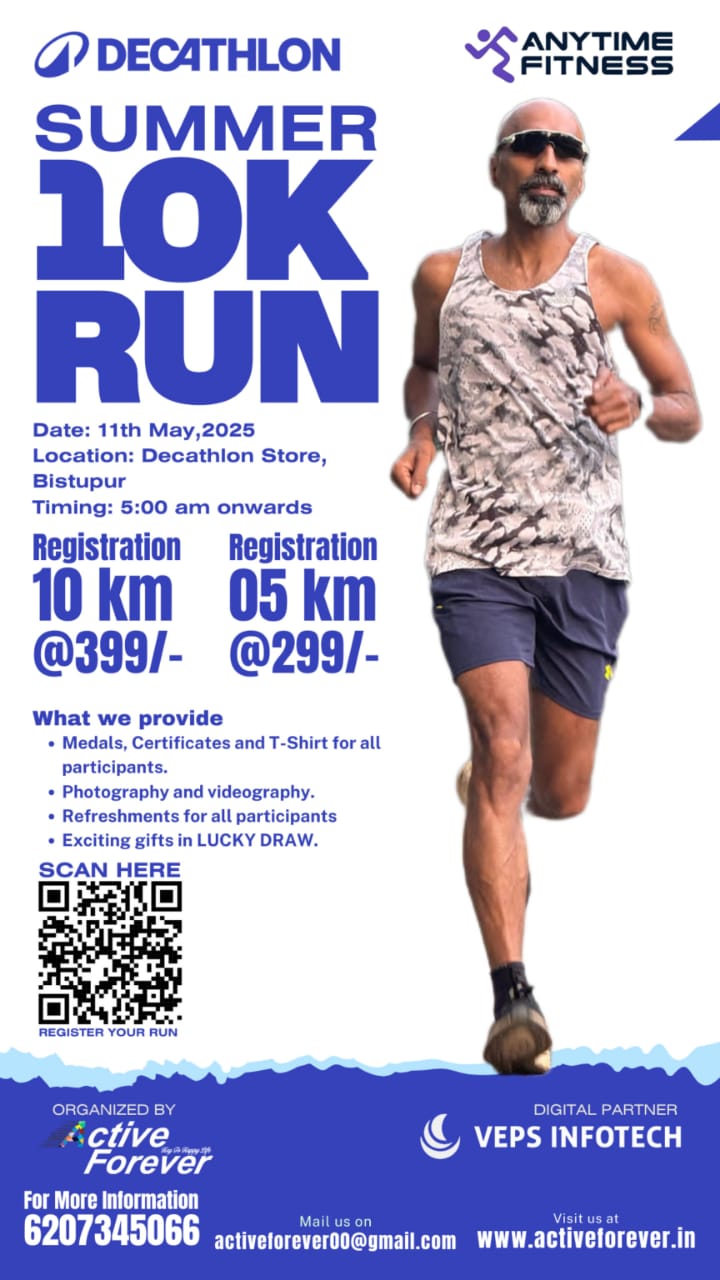 DECATHLON
ANYTIME
FITNESS
SUMMER
10K
RUN
Date: 11th May,2025
Location: Decathlon Store,
Bistupur
Timing: 5:00 am onwards
Registration
10 km
@399/-
Registration
05 km
@299/-
What we provide
• Medals, Certificates and T-Shirt for all
participants.
• Photography and videography.
• Refreshments for all participants
• Exciting gifts in LUCKY DRAW.
SCAN HERE
REGISTER YOUR RUN
ORGANIZED BY
Active
Forever
Key To Happy Life
DIGITAL PARTNER
VEPS INFOTECH
For More Information
6207345066
Mail us on
activeforever00@gmail.com
Visit us at
www.activeforever.in